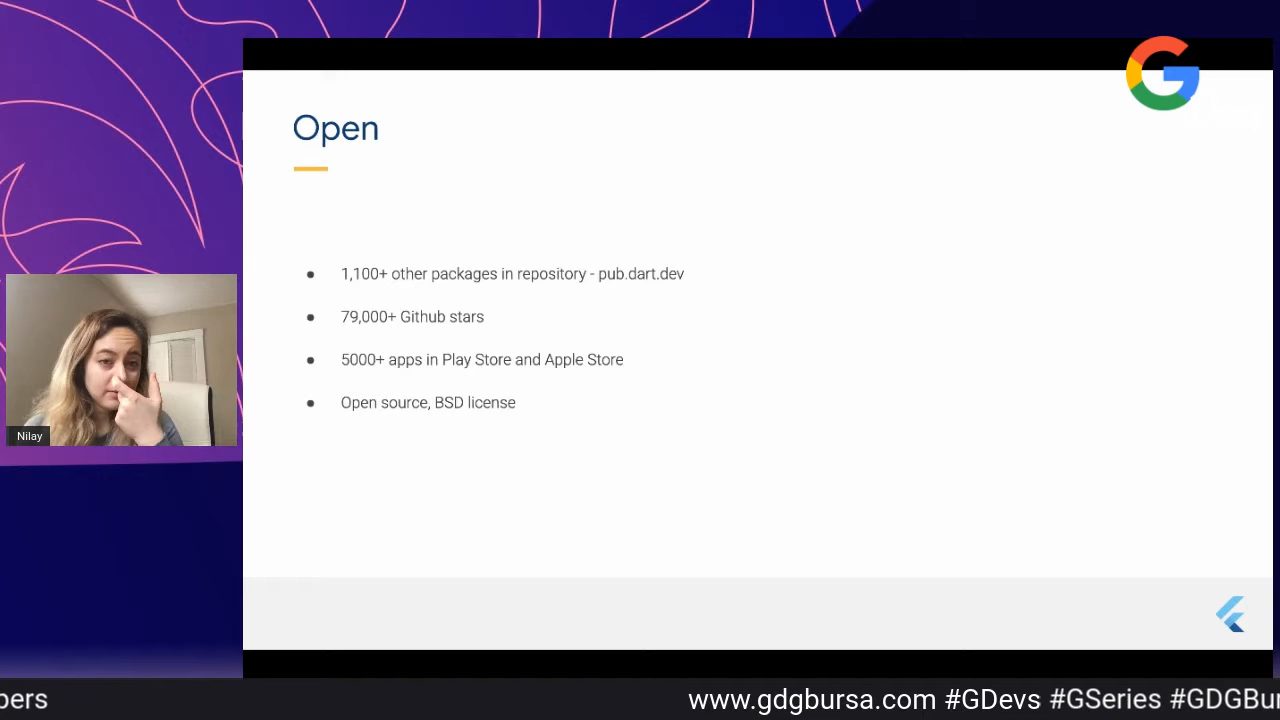 Open
1,100+ other packages in repository - pub.dart.dev
79,000+ Github stars
5000+ apps in Play Store and Apple Store
Open source, BSD license
Nilay
www.gdgbursa.com #GDevs #GSeries